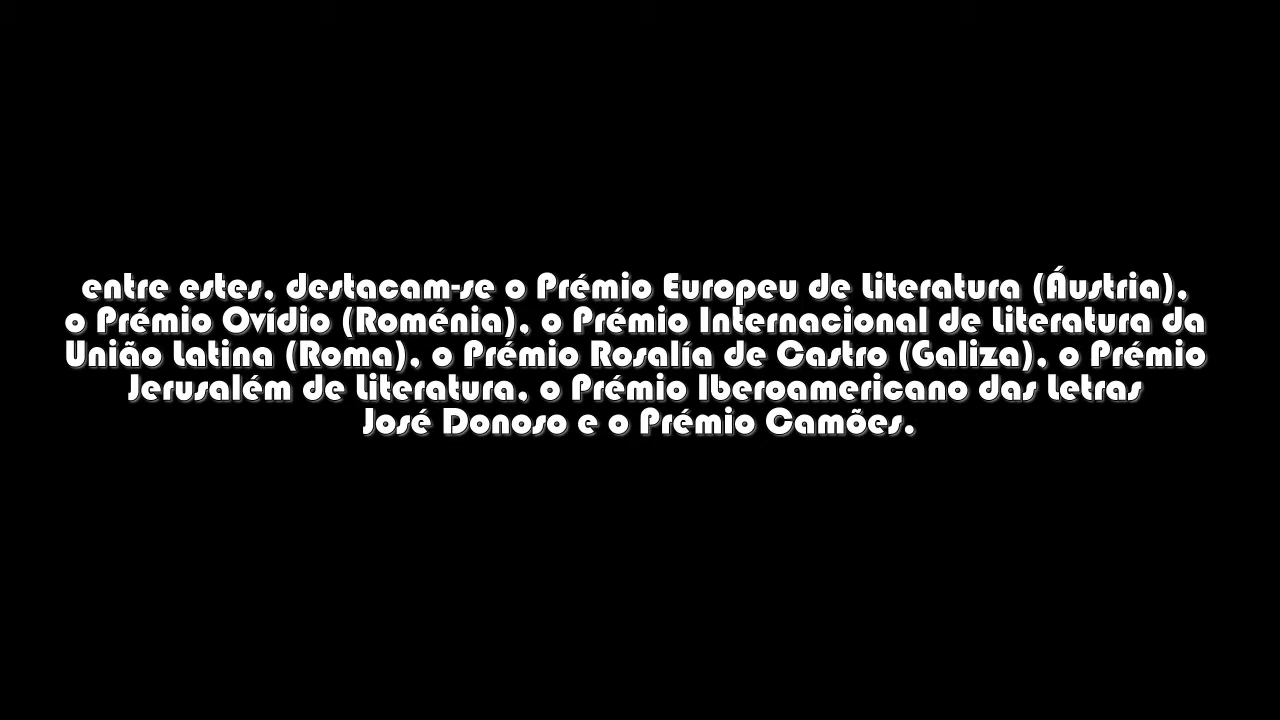 entre estes, destacam-se o Prémio Europeu de Literatura (Áustria),
o Prémio Ovídio (Roménia), o Prémio Internacional de Literatura da
União Latina (Roma), o Prémio Rosalía de Castro (Galiza), o Prémio
Jerusalém de Literatura, o Prémio Iberoamericano das Letras
José Donoso e o Prémio Camões.